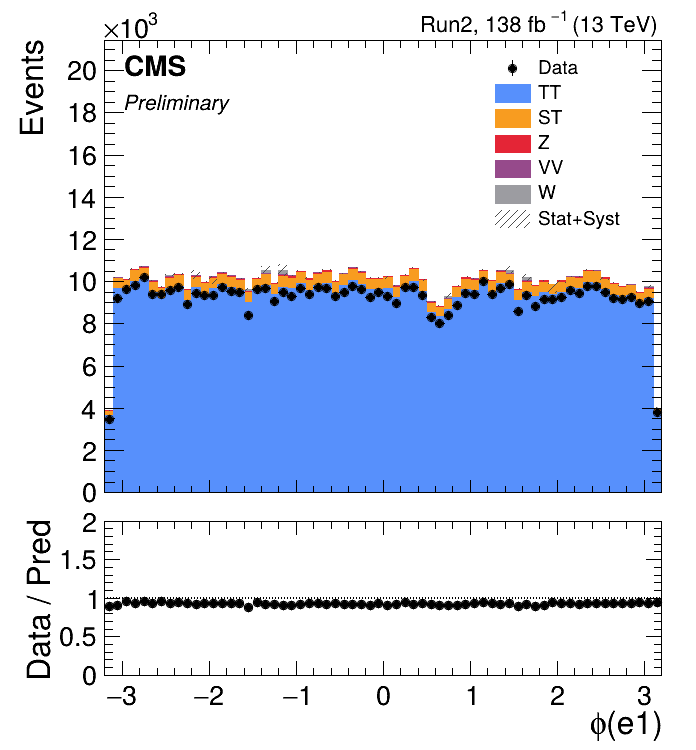 ×10³
Run2, 138 fb⁻¹ (13 TeV)
Events
CMS
Preliminary
Data
TT
ST
Z
VV
W
Stat+Syst
20
18
16
14
12
10
8
6
4
2
0
Data / Pred
2
1.5
1
0.5
0
−3 −2 −1 0 1 2 3
ϕ(e1)